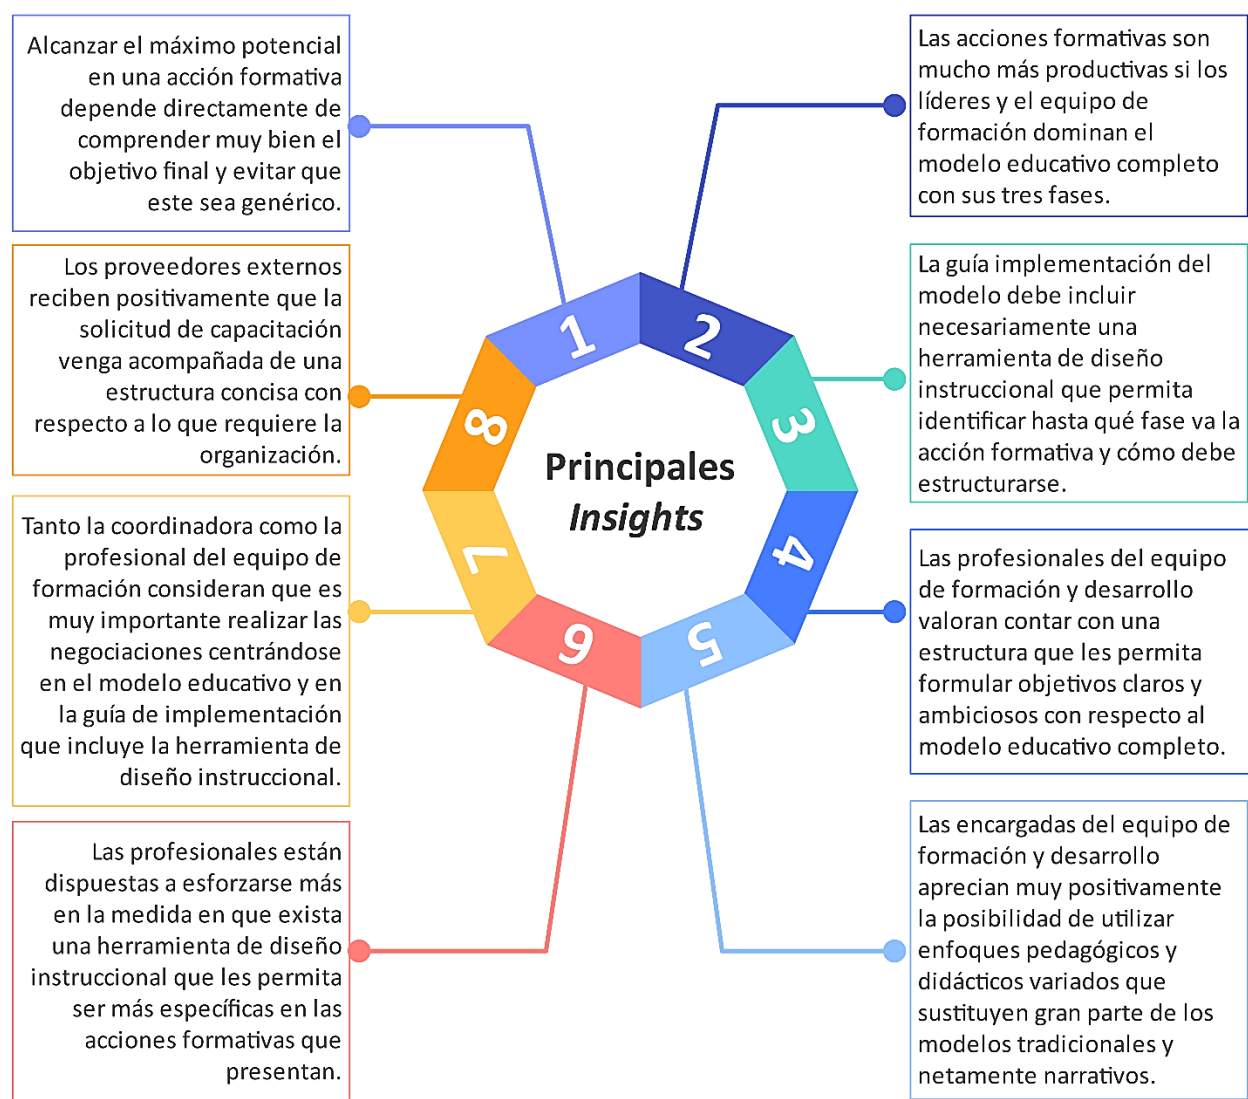 Principales
Insights
1
Alcanzar el máximo potencial
en una acción formativa
depende directamente de
comprender muy bien el
objetivo final y evitar que
este sea genérico.
2
Las acciones formativas son
mucho más productivas si los
líderes y el equipo de
formación dominan el
modelo educativo completo
con sus tres fases.
3
La guía implementación del
modelo debe incluir
necesariamente una
herramienta de diseño
instruccional que permita
identificar hasta qué fase va la
acción formativa y cómo debe
estructurarse.
4
Las profesionales del equipo
de formación y desarrollo
valoran contar con una
estructura que les permita
formular objetivos claros y
ambiciosos con respecto al
modelo educativo completo.
5
Las encargadas del equipo de
formación y desarrollo
aprecian muy positivamente
la posibilidad de utilizar
enfoques pedagógicos y
didácticos variados que
sustituyen gran parte de los
modelos tradicionales y
netamente narrativos.
6
Las profesionales están
dispuestas a esforzarse más
en la medida en que exista
una herramienta de diseño
instruccional que les permita
ser más específicas en las
acciones formativas que
presentan.
7
Tanto la coordinadora como la
profesional del equipo de
formación consideran que es
muy importante realizar las
negociaciones centrándose
en el modelo educativo y en
la guía de implementación
que incluye la herramienta de
diseño instruccional.
8
Los proveedores externos
reciben positivamente que la
solicitud de capacitación
venga acompañada de una
estructura concisa con
respecto a lo que requiere la
organización.